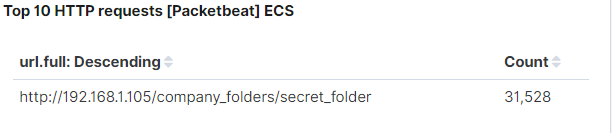 Top 10 HTTP requests [Packetbeat] ECS
url.full: Descending Count
http://192.168.1.105/company_folders/secret_folder 31,528